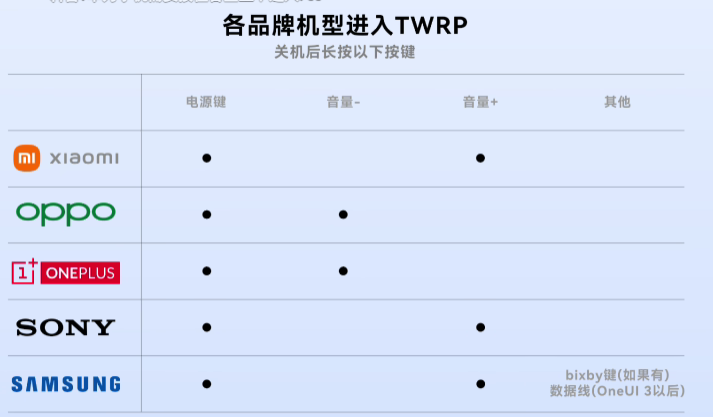 各品牌机型进入TWRP
关机后长按以下按键
电源键 音量- 音量+ 其他
mi xiaomi
oppo
1+ ONEPLUS
SONY
SAMSUNG
bixby键(如果有)
数据线(OneUI 3以后)